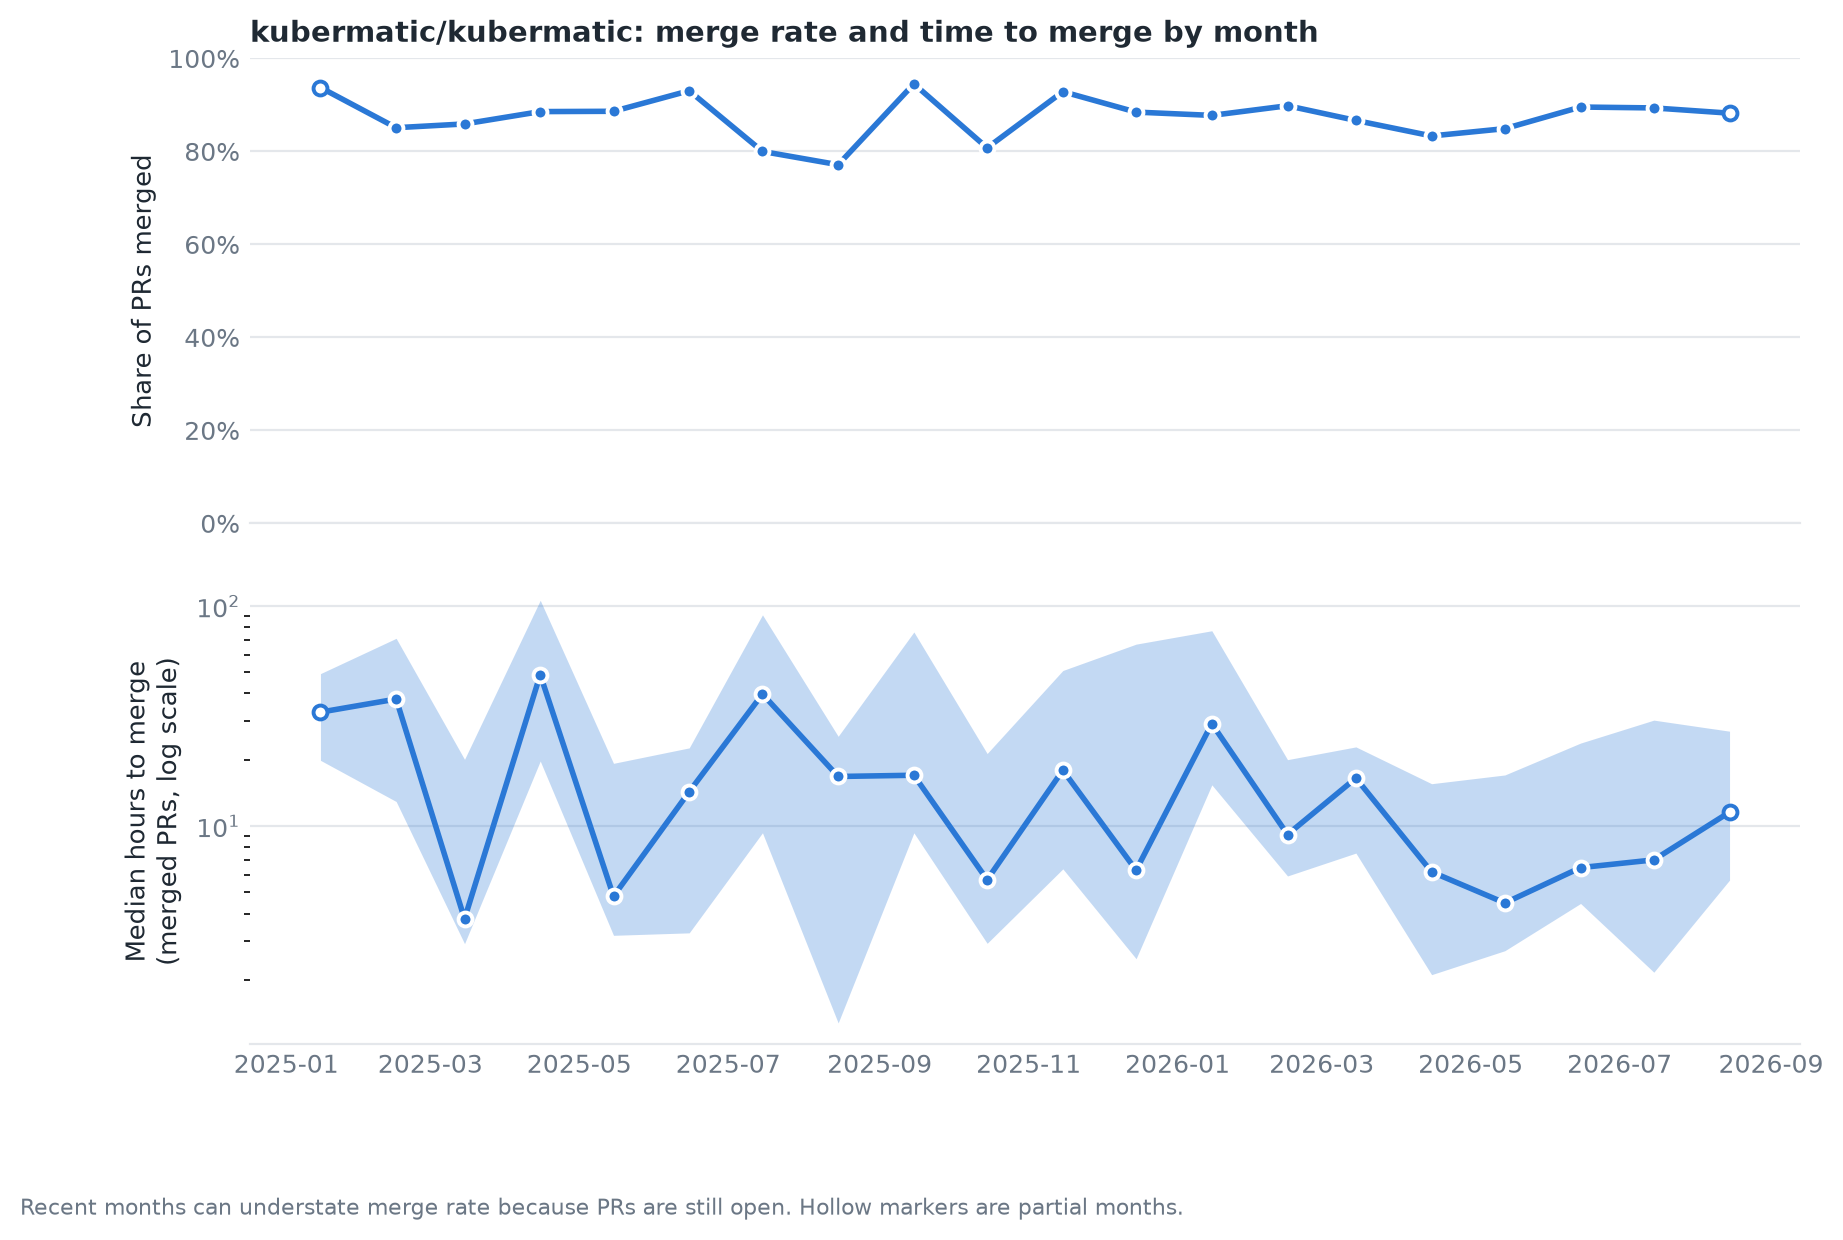 kubermatic/kubermatic: merge rate and time to merge by month
100%
80%
60%
40%
20%
0%
Share of PRs merged
10²
10¹
Median hours to merge
(merged PRs, log scale)
2025-01 2025-03 2025-05 2025-07 2025-09 2025-11 2026-01 2026-03 2026-05 2026-07 2026-09
Recent months can understate merge rate because PRs are still open. Hollow markers are partial months.